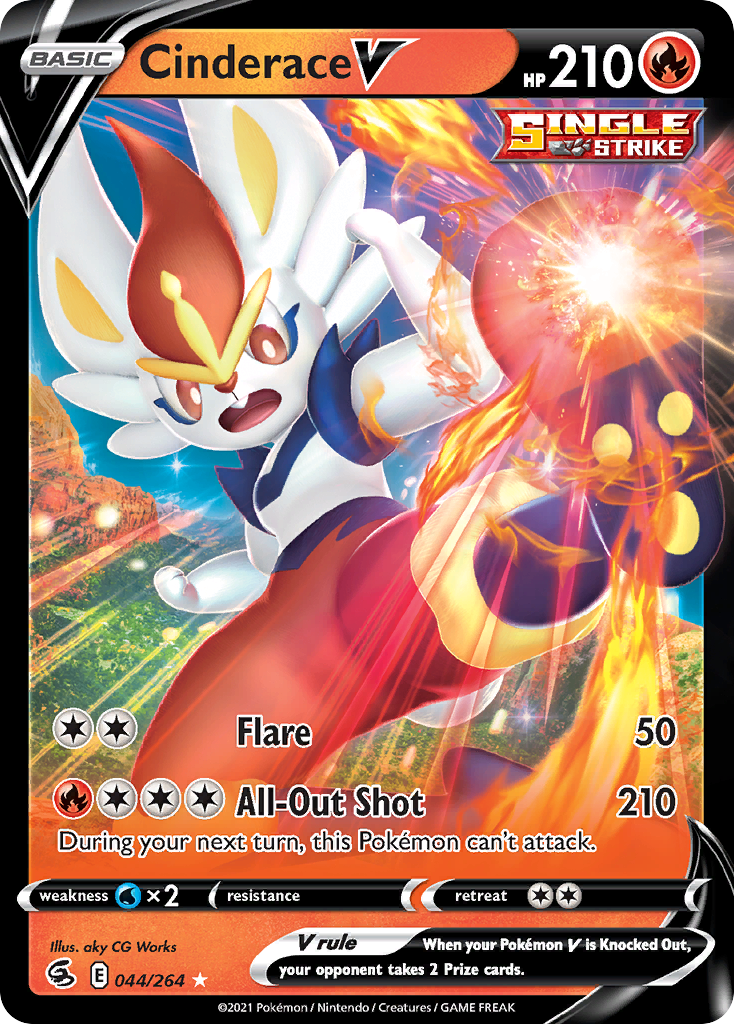 BASIC
Cinderace V
HP 210
SINGLE
STRIKE
Flare 50
All-Out Shot 210
During your next turn, this Pokémon can't attack.
weakness ×2 resistance retreat
Illus. aky CG Works
V rule When your Pokémon V is Knocked Out,
your opponent takes 2 Prize cards.
E 044/264 ★
©2021 Pokémon / Nintendo / Creatures / GAME FREAK